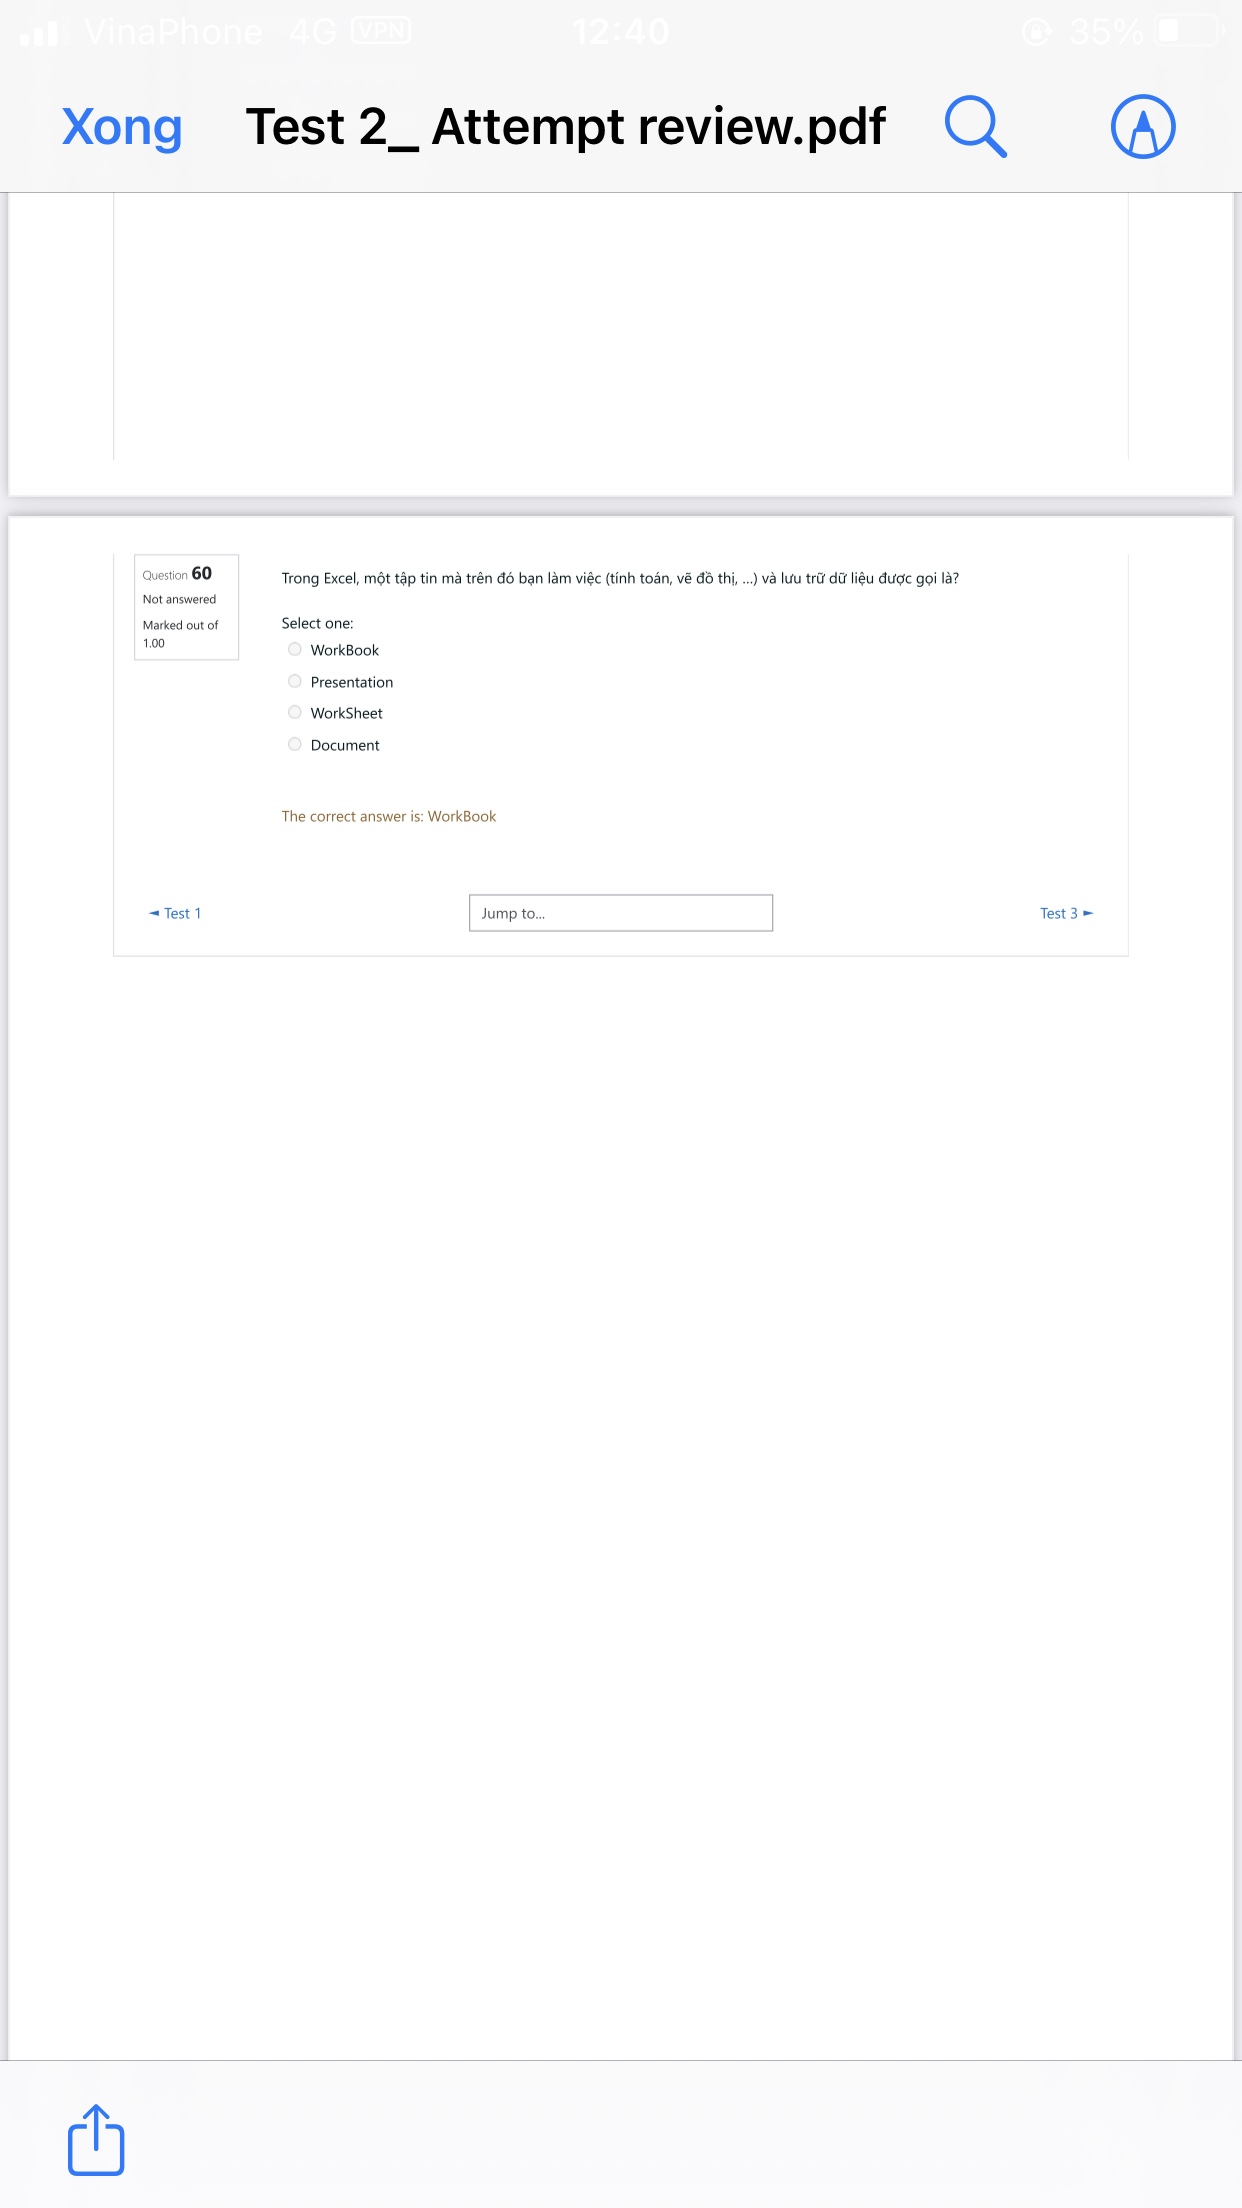 VinaPhone 4G VPN 12:40 35%
Xong Test 2_ Attempt review.pdf
Question 60
Not answered
Marked out of
1.00
Trong Excel, một tập tin mà trên đó bạn làm việc (tính toán, vẽ đồ thị, ...) và lưu trữ dữ liệu được gọi là?
Select one:
WorkBook
Presentation
WorkSheet
Document
The correct answer is: WorkBook
◄ Test 1
Jump to...
Test 3 ►